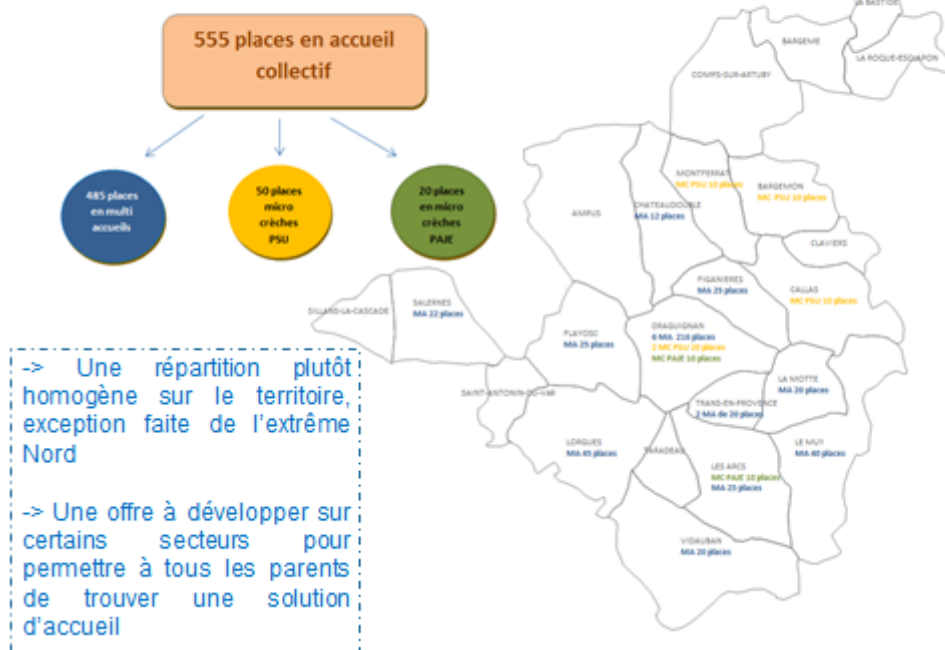 555 places en accueil
collectif
485 places
en multi
accueils
50 places
micro
crèches
PSU
20 places
en micro
crèches
PAJE
LA BASTIDE
BARGEME
LA ROQUE-ESCLAPON
COMPS-SUR-ARTUBY
MONTFERRAT
MC PSU 10 places
BARGEMON
MC PSU 10 places
CHATEAUDOUBLE
MA 12 places
AMPUS
CLAVIERS
FIGANIERES
MA 25 places
CALLAS
MC PSU 10 places
SILLANS-LA-CASCADE
SALERNES
MA 22 places
FLAYOSC
MA 25 places
DRAGUIGNAN
6 MA 218 places
2 MC PSU 20 places
MC PAJE 10 places
LA MOTTE
MA 20 places
SAINT-ANTONIN-DU-VAR
TRANS-EN-PROVENCE
2 MA de 20 places
LORGUES
MA 45 places
TARADEAU
LE MUY
MA 40 places
LES ARCS
MC PAJE 10 places
MA 25 places
VIDAUBAN
MA 20 places
-> Une répartition plutôt
homogène sur le territoire,
exception faite de l'extrême
Nord
-> Une offre à développer sur
certains secteurs pour
permettre à tous les parents
de trouver une solution
d'accueil